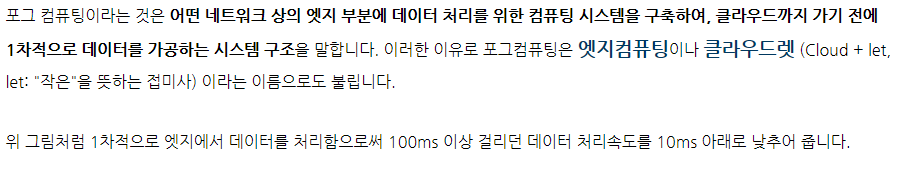 포그 컴퓨팅이라는 것은 어떤 네트워크 상의 엣지 부분에 데이터 처리를 위한 컴퓨팅 시스템을 구축하여, 클라우드까지 가기 전에
1차적으로 데이터를 가공하는 시스템 구조를 말합니다. 이러한 이유로 포그컴퓨팅은 엣지컴퓨팅이나 클라우드렛 (Cloud + let,
let: "작은"을 뜻하는 접미사) 이라는 이름으로도 불립니다.
위 그림처럼 1차적으로 엣지에서 데이터를 처리함으로써 100ms 이상 걸리던 데이터 처리속도를 10ms 아래로 낮추어 줍니다.